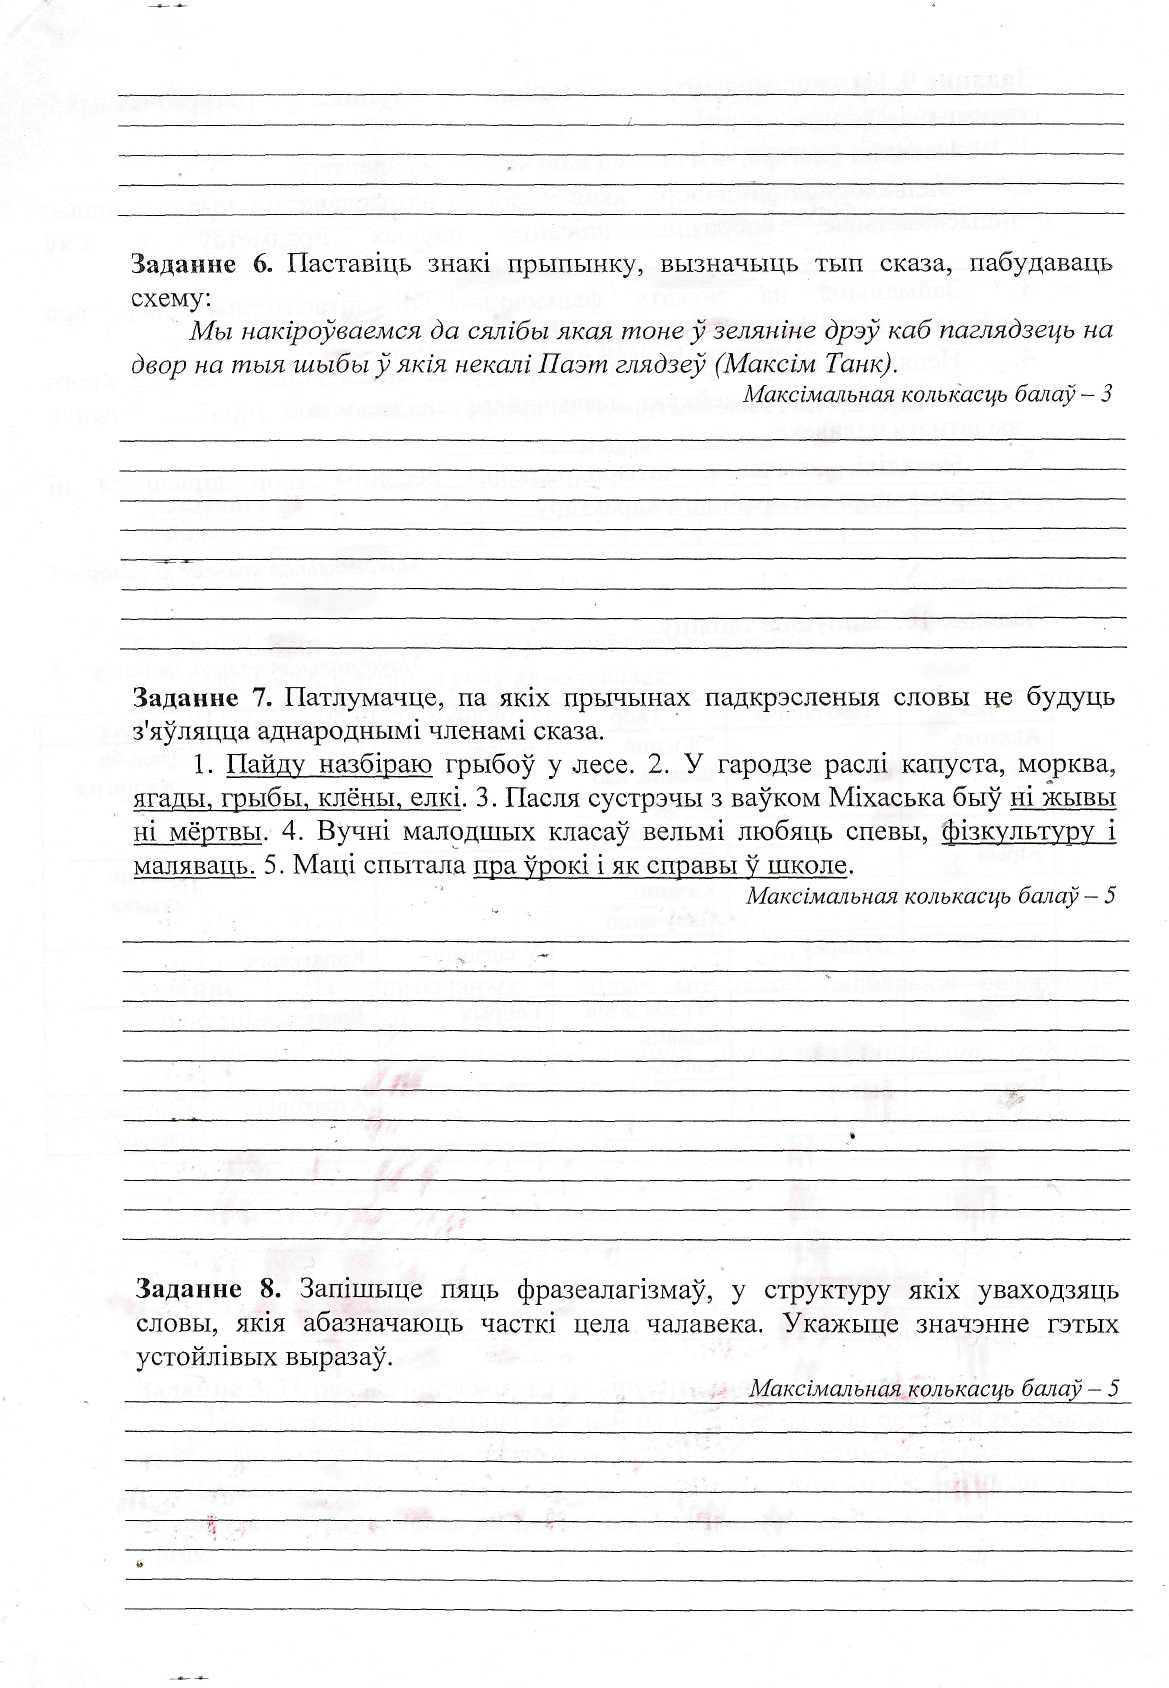 Заданне 6. Паставіць знакі прыпынку, вызначыць тып сказа, пабудаваць
схему:
Мы накіроўваемся да сялібы якая тоне ў зеляніне дрэў каб паглядзець на
двор на тыя шыбы ў якія некалі Паэт глядзеў (Максім Танк).
Максімальная колькасць балаў – 3
Заданне 7. Патлумачце, па якіх прычынах падкрэсленыя словы не будуць
з'яўляцца аднароднымі членамі сказа.
1. Пайду назбіраю грыбоў у лесе. 2. У гародзе раслі капуста, морква,
ягады, грыбы, клёны, елкі. 3. Пасля сустрэчы з ваўком Міхаська быў ні жывы
ні мёртвы. 4. Вучні малодшых класаў вельмі любяць спевы, фізкультуру і
маляваць. 5. Маці спытала пра ўрокі і як справы ў школе.
Максімальная колькасць балаў – 5
Заданне 8. Запішыце пяць фразеалагізмаў, у структуру якіх уваходзяць
словы, якія абазначаюць часткі цела чалавека. Укажыце значэнне гэтых
устойлівых выразаў.
Максімальная колькасць балаў – 5